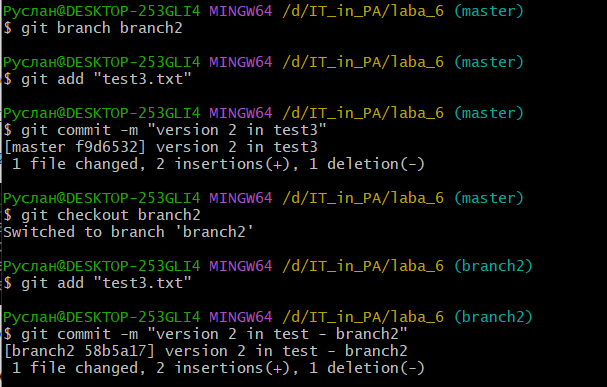 Руслан@DESKTOP-253GLI4 MINGW64 /d/IT_in_PA/laba_6 (master)
$ git branch branch2
Руслан@DESKTOP-253GLI4 MINGW64 /d/IT_in_PA/laba_6 (master)
$ git add "test3.txt"
Руслан@DESKTOP-253GLI4 MINGW64 /d/IT_in_PA/laba_6 (master)
$ git commit -m "version 2 in test3"
[master f9d6532] version 2 in test3
 1 file changed, 2 insertions(+), 1 deletion(-)
Руслан@DESKTOP-253GLI4 MINGW64 /d/IT_in_PA/laba_6 (master)
$ git checkout branch2
Switched to branch 'branch2'
Руслан@DESKTOP-253GLI4 MINGW64 /d/IT_in_PA/laba_6 (branch2)
$ git add "test3.txt"
Руслан@DESKTOP-253GLI4 MINGW64 /d/IT_in_PA/laba_6 (branch2)
$ git commit -m "version 2 in test - branch2"
[branch2 58b5a17] version 2 in test - branch2
 1 file changed, 2 insertions(+), 1 deletion(-)